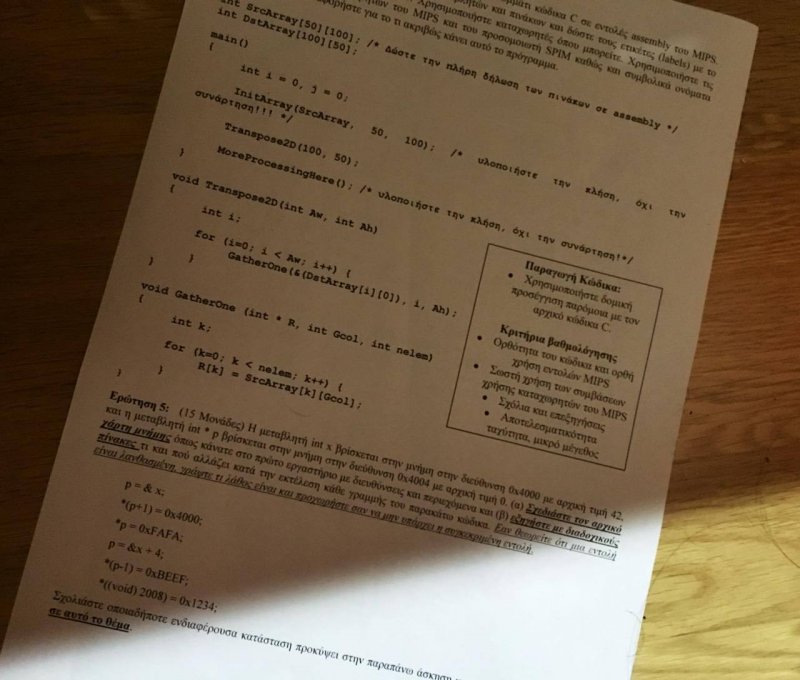 κώδικα C σε εντολές assembly του MIPS.
και πινάκων και δώστε τους ετικέτες (labels) με το
Χρησιμοποιήστε καταχωρητές όπου μπορείτε. Χρησιμοποιήστε τις
του MIPS και του προσομοιωτή SPIM καθώς και συμβολικά ονόματα
για το τι ακριβώς κάνει αυτό το πρόγραμμα.
int SrcArray[50][100]; /* Δώστε την πλήρη δήλωση των πινάκων σε assembly */
int DstArray[100][50];
main()
{
int i = 0, j = 0;
InitArray(SrcArray, 50, 100); /* υλοποιήστε την κλήση, όχι την
συνάρτηση!!! */
Transpose2D(100, 50);
MoreProcessingHere(); /* υλοποιήστε την κλήση, όχι την συνάρτηση!*/
}
void Transpose2D(int Aw, int Ah)
{
int i;
for (i=0; i < Aw; i++) {
GatherOne(&(DstArray[i][0]), i, Ah);
} }
void GatherOne (int * R, int Gcol, int nelem)
{
int k;
for (k=0; k < nelem; k++) {
R[k] = SrcArray[k][Gcol];
} }
Παραγωγή Κώδικα:
• Χρησιμοποιήστε δομική
προσέγγιση παρόμοια με τον
αρχικό κώδικα C.
Κριτήρια βαθμολόγησης
• Ορθότητα του κώδικα και ορθή
χρήση εντολών MIPS
• Σωστή χρήση των συμβάσεων
χρήσης καταχωρητών του MIPS
• Σχόλια και επεξηγήσεις
• Αποτελεσματικότητα
ταχύτητα, μικρό μέγεθος
Ερώτηση 5: (15 Μονάδες) Η μεταβλητή int x βρίσκεται στην μνήμη στην διεύθυνση 0x4000 με αρχική τιμή 42,
και η μεταβλητή int * p βρίσκεται στην μνήμη στην διεύθυνση 0x4004 με αρχική τιμή 0. (α) Σχεδιάστε τον αρχικό
χάρτη μνήμης όπως κάνατε στο πρώτο εργαστήριο με διευθύνσεις και περιεχόμενα και (β) εξηγήστε με διαδοχικούς
πίνακες τι και πού αλλάζει κατά την εκτέλεση κάθε γραμμής του παρακάτω κώδικα. Εαν θεωρείτε ότι μια εντολή
είναι λανθασμένη, γράψτε τι λάθος είναι και προχωρήστε σαν να μην υπάρχει η συγκεκριμένη εντολή.
p = & x;
*(p+1) = 0x4000;
*p = 0xFAFA;
p = &x + 4;
*(p-1) = 0xBEEF;
*((void) 2008) = 0x1234;
Σχολιάστε οποιαδήποτε ενδιαφέρουσα κατάσταση προκύψει στην παραπάνω άσκηση
σε αυτό το θέμα.